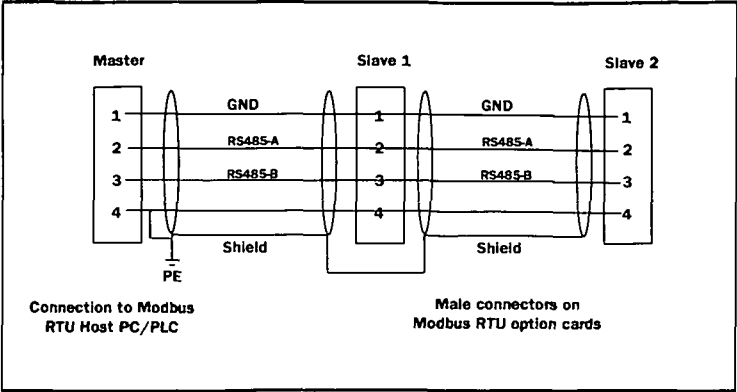 Master
Slave 1
Slave 2
1
GND
1
GND
1
2
RS485-A
2
RS485-A
2
3
RS485-B
3
RS485-B
3
4
4
4
Shield
Shield
PE
Connection to Modbus
RTU Host PC/PLC
Male connectors on
Modbus RTU option cards